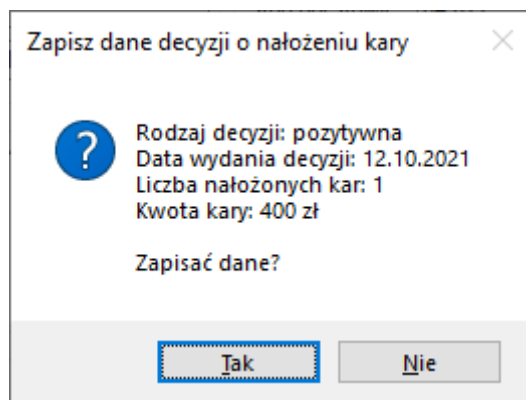 Zapisz dane decyzji o nałożeniu kary
Rodzaj decyzji: pozytywna
Data wydania decyzji: 12.10.2021
Liczba nałożonych kar: 1
Kwota kary: 400 zł
Zapisać dane?
Tak
Nie